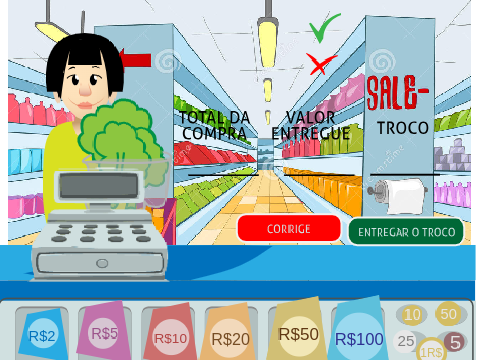 SALE-
TOTAL DA
COMPRA
VALOR
ENTREGUE
TROCO
CORRIGE
ENTREGAR O TROCO
R$2
R$5
R$10
R$20
R$50
R$100
10
50
25
1R$
5